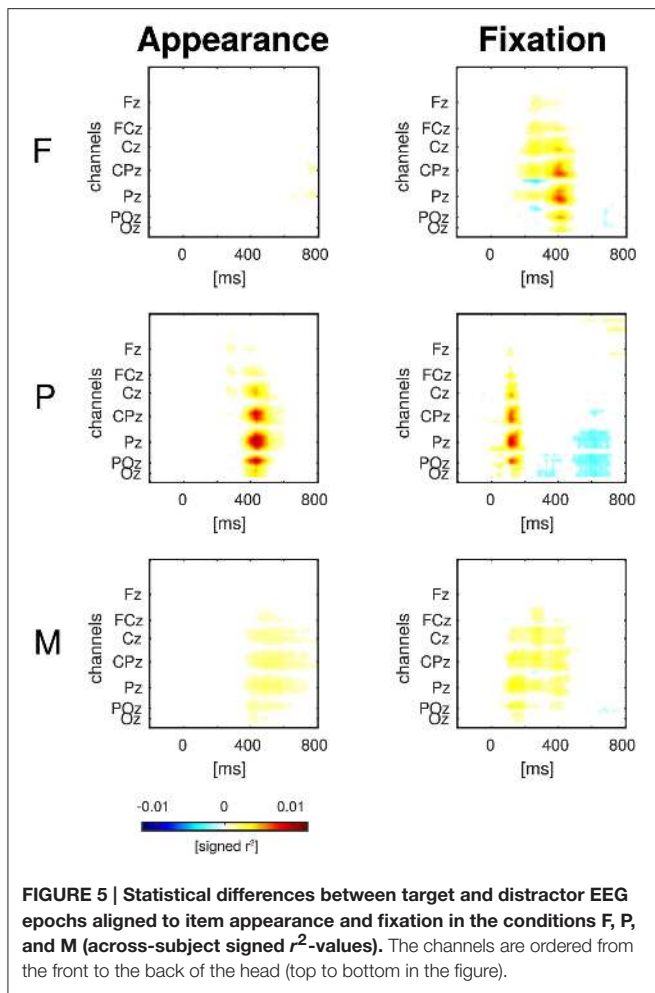 Appearance Fixation
F
channels
Fz
FCz
Cz
CPz
Pz
POz
Oz
0 400 800
[ms]
channels
Fz
FCz
Cz
CPz
Pz
POz
Oz
0 400 800
[ms]
P
channels
Fz
FCz
Cz
CPz
Pz
POz
Oz
0 400 800
[ms]
channels
Fz
FCz
Cz
CPz
Pz
POz
Oz
0 400 800
[ms]
M
channels
Fz
FCz
Cz
CPz
Pz
POz
Oz
0 400 800
[ms]
channels
Fz
FCz
Cz
CPz
Pz
POz
Oz
0 400 800
[ms]
-0.01 0 0.01
[signed r²]
FIGURE 5 | Statistical differences between target and distractor EEG
epochs aligned to item appearance and fixation in the conditions F, P,
and M (across-subject signed r²-values). The channels are ordered from
the front to the back of the head (top to bottom in the figure).